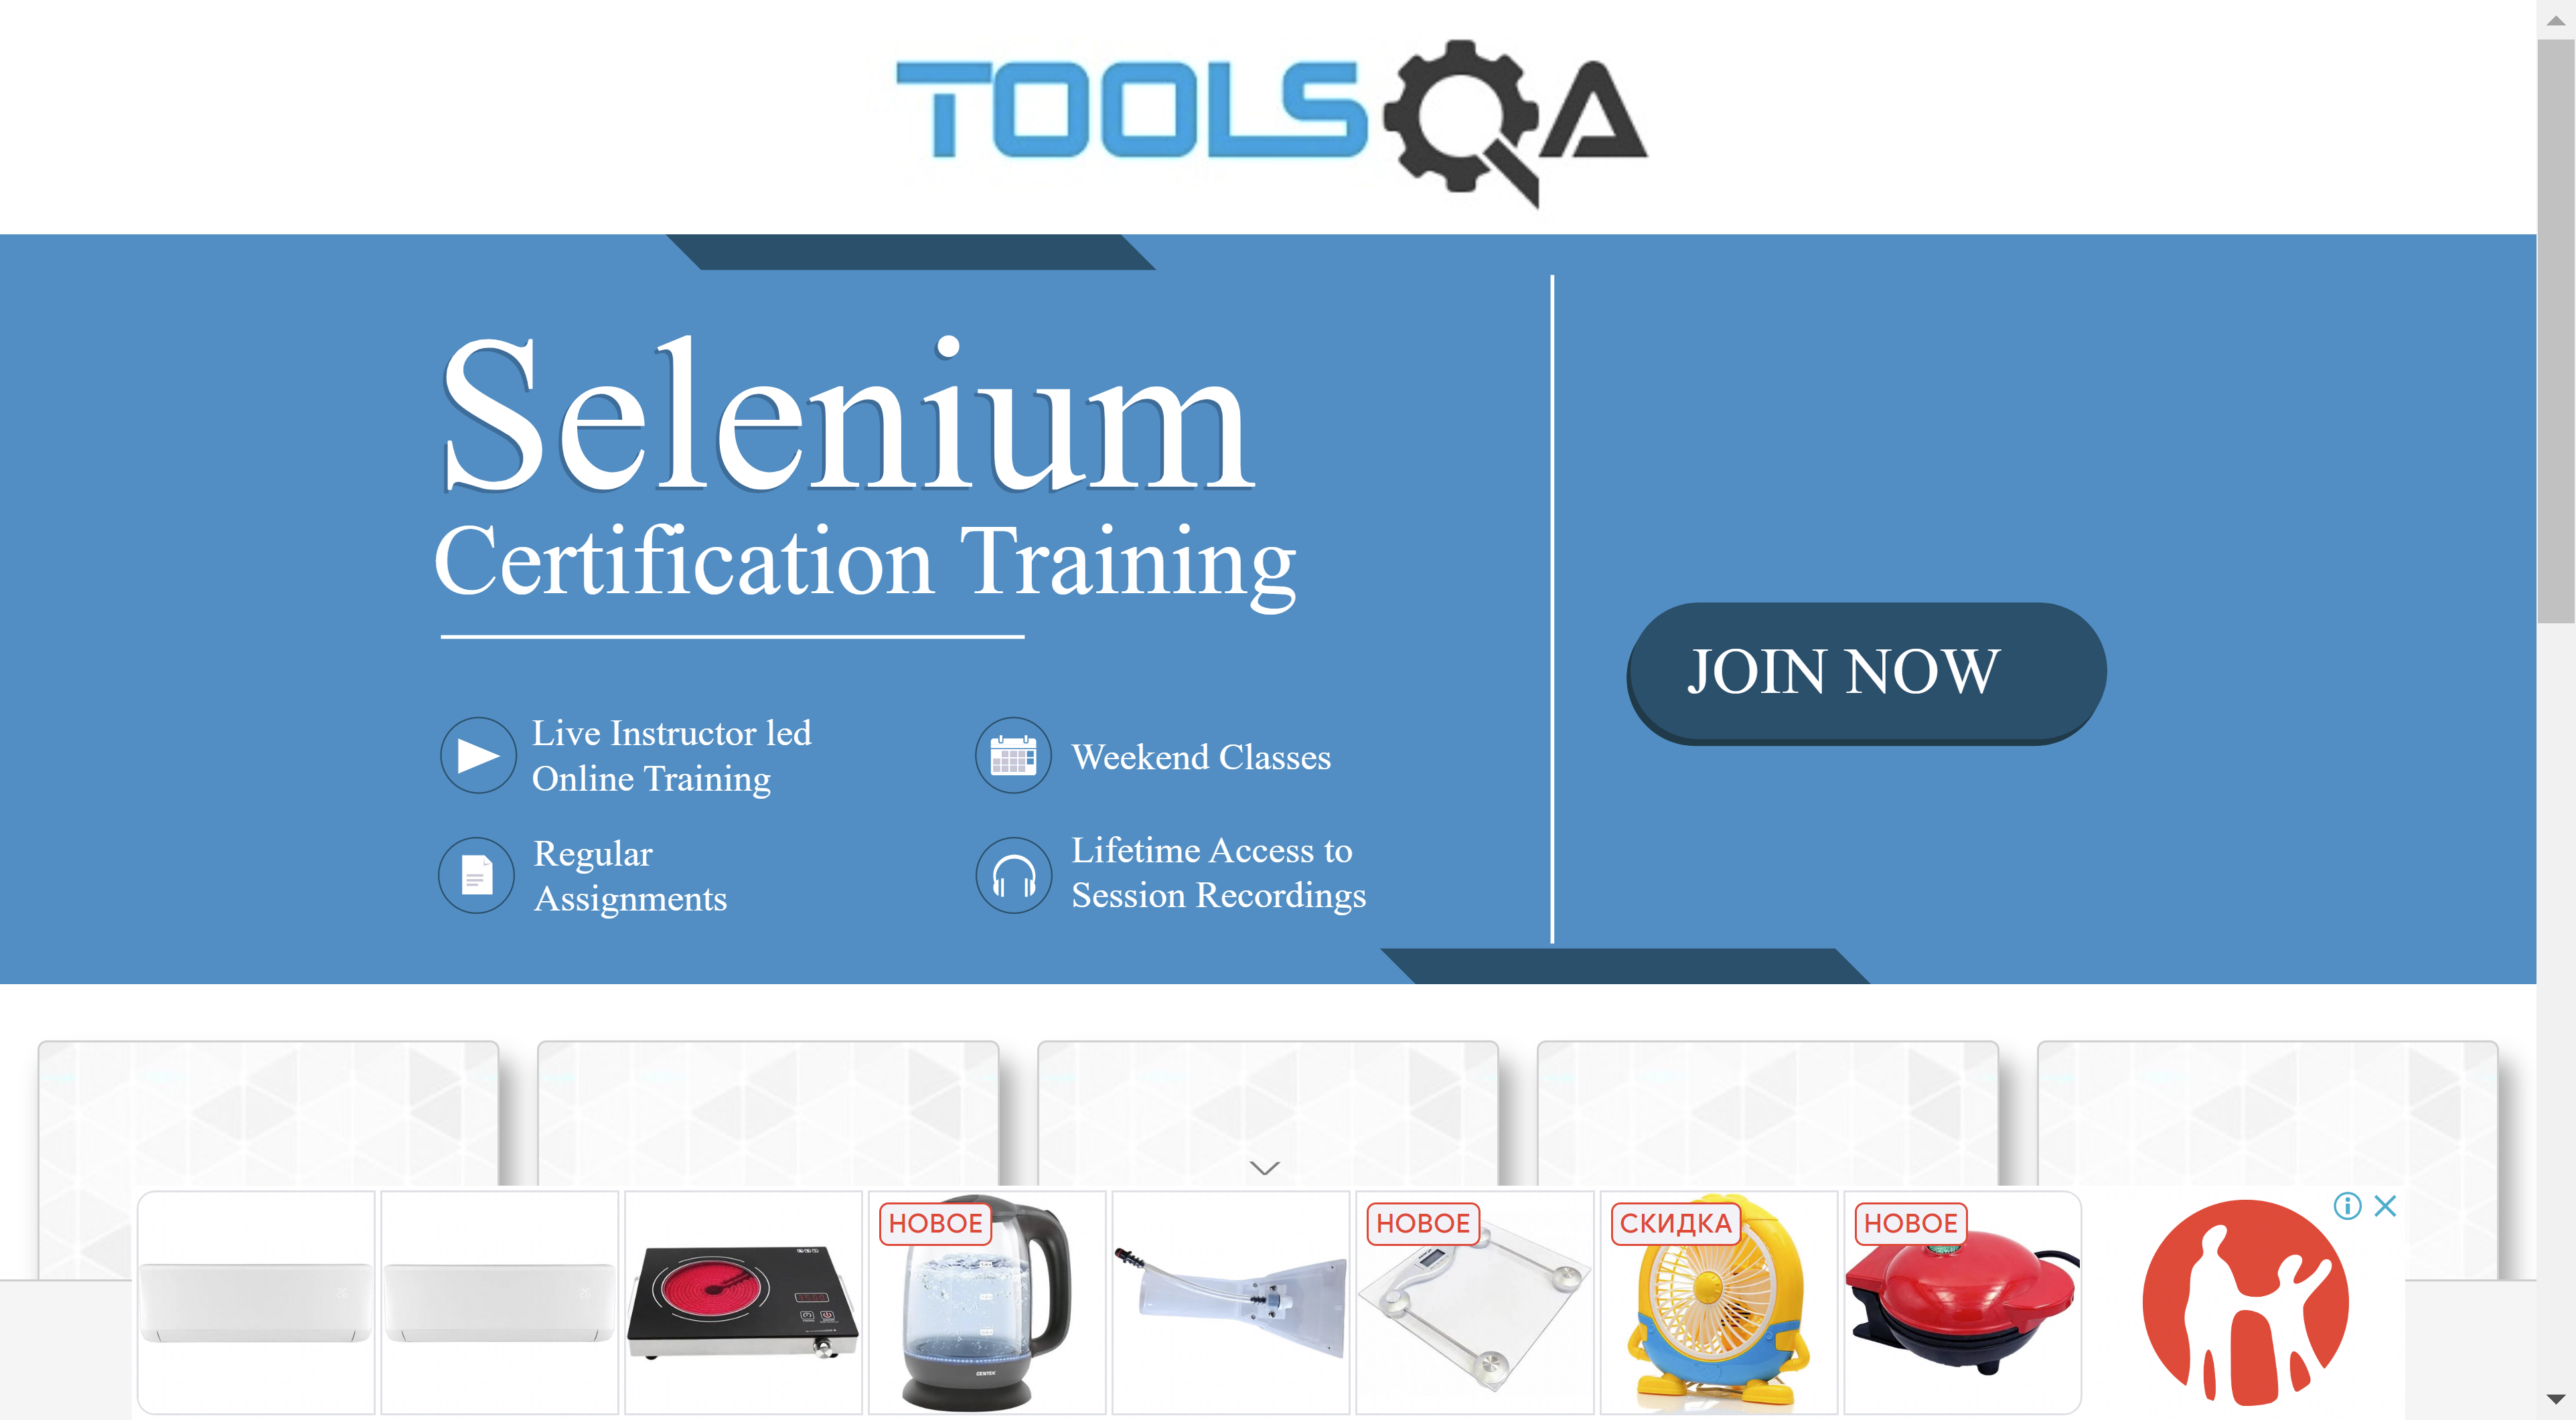 TOOLSQA
Selenium
Certification Training
JOIN NOW
Live Instructor led
Online Training
Weekend Classes
Regular
Assignments
Lifetime Access to
Session Recordings
НОВОЕ
НОВОЕ
СКИДКА
НОВОЕ
CENTEK